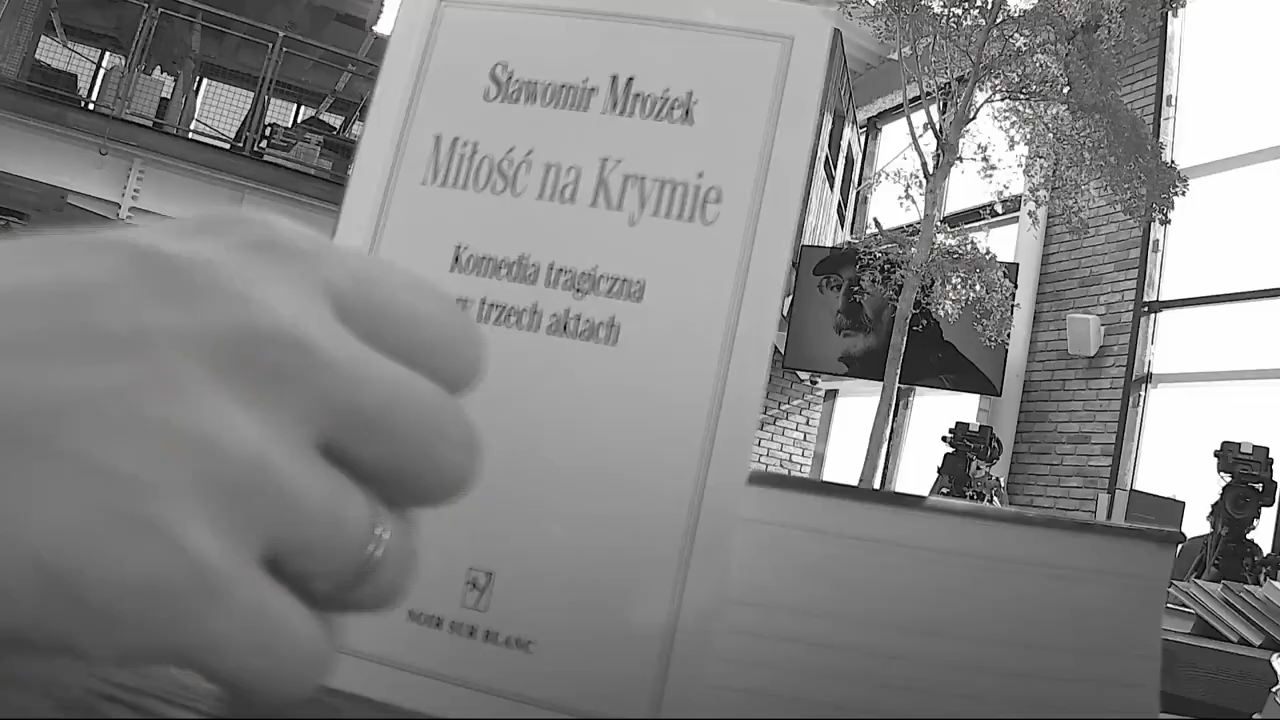 Sławomir Mrożek
Miłość na Krymie
Komedia tragiczna
w trzech aktach
NOIR SUR BLANC